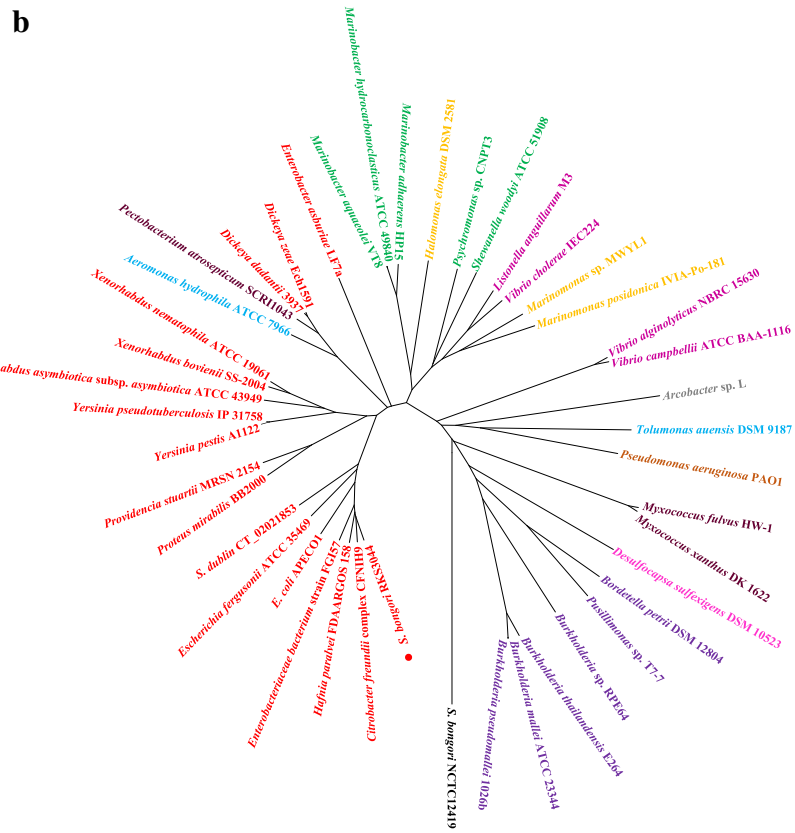 b
Marinobacter hydrocarbonoclasticus ATCC 49840
Marinobacter adhaerens HP15
Halomonas elongata DSM 2581
Psychromonas sp. CNPT3
Shewanella woodyi ATCC 51908
Listonella anguillarum M3
Vibrio cholerae IEC224
Marinomonas sp. MWYL1
Marinomonas posidonica IVIA-Po-181
Vibrio alginolyticus NBRC 15630
Vibrio campbellii ATCC BAA-1116
Arcobacter sp. L
Tolumonas auensis DSM 9187
Pseudomonas aeruginosa PAO1
Myxococcus fulvus HW-1
Myxococcus xanthus DK 1622
Desulfocapsa sulfexigens DSM 10523
Bordetella petrii DSM 12804
Pusillimonas sp. T7-7
Burkholderia sp. RPE64
Burkholderia thailandensis E264
Burkholderia mallei ATCC 23344
Burkholderia pseudomallei 1026b
S. bongori NCTC12419
S. bongori RKS3044
Citrobacter freundii complex CFNIH9
Hafnia paralvei FDAARGOS 158
Enterobacteriaceae bacterium strain FGI57
E. coli APECO1
Escherichia fergusonii ATCC 35469
S. dublin CT_02021853
Proteus mirabilis BB2000
Providencia stuartii MRSN 2154
Yersinia pestis A1122
Yersinia pseudotuberculosis IP 31758
abdus asymbiotica subsp. asymbiotica ATCC 43949
Xenorhabdus bovienii SS-2004
Xenorhabdus nematophila ATCC 19061
Aeromonas hydrophila ATCC 7966
Pectobacterium atrosepticum SCRI1043
Dickeya dadantii 3937
Dickeya zeae Ech1591
Enterobacter asburiae LF7a
Marinobacter aquaeolei VT8